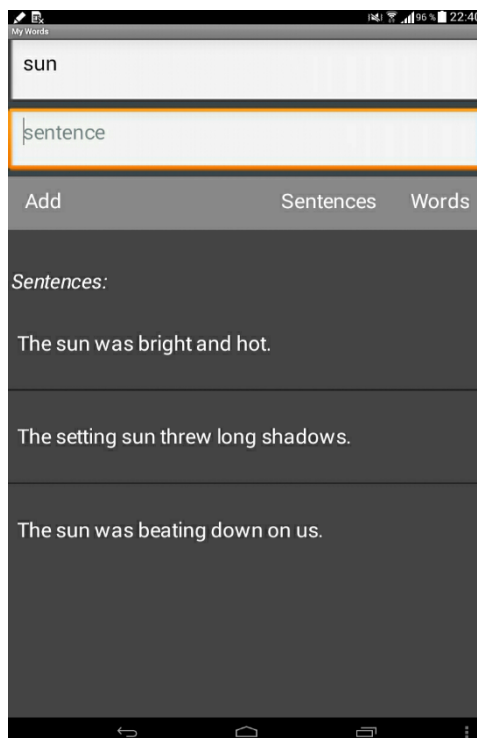 96 % 22:40
My Words
sun
sentence
Add Sentences Words
Sentences:
The sun was bright and hot.
The setting sun threw long shadows.
The sun was beating down on us.